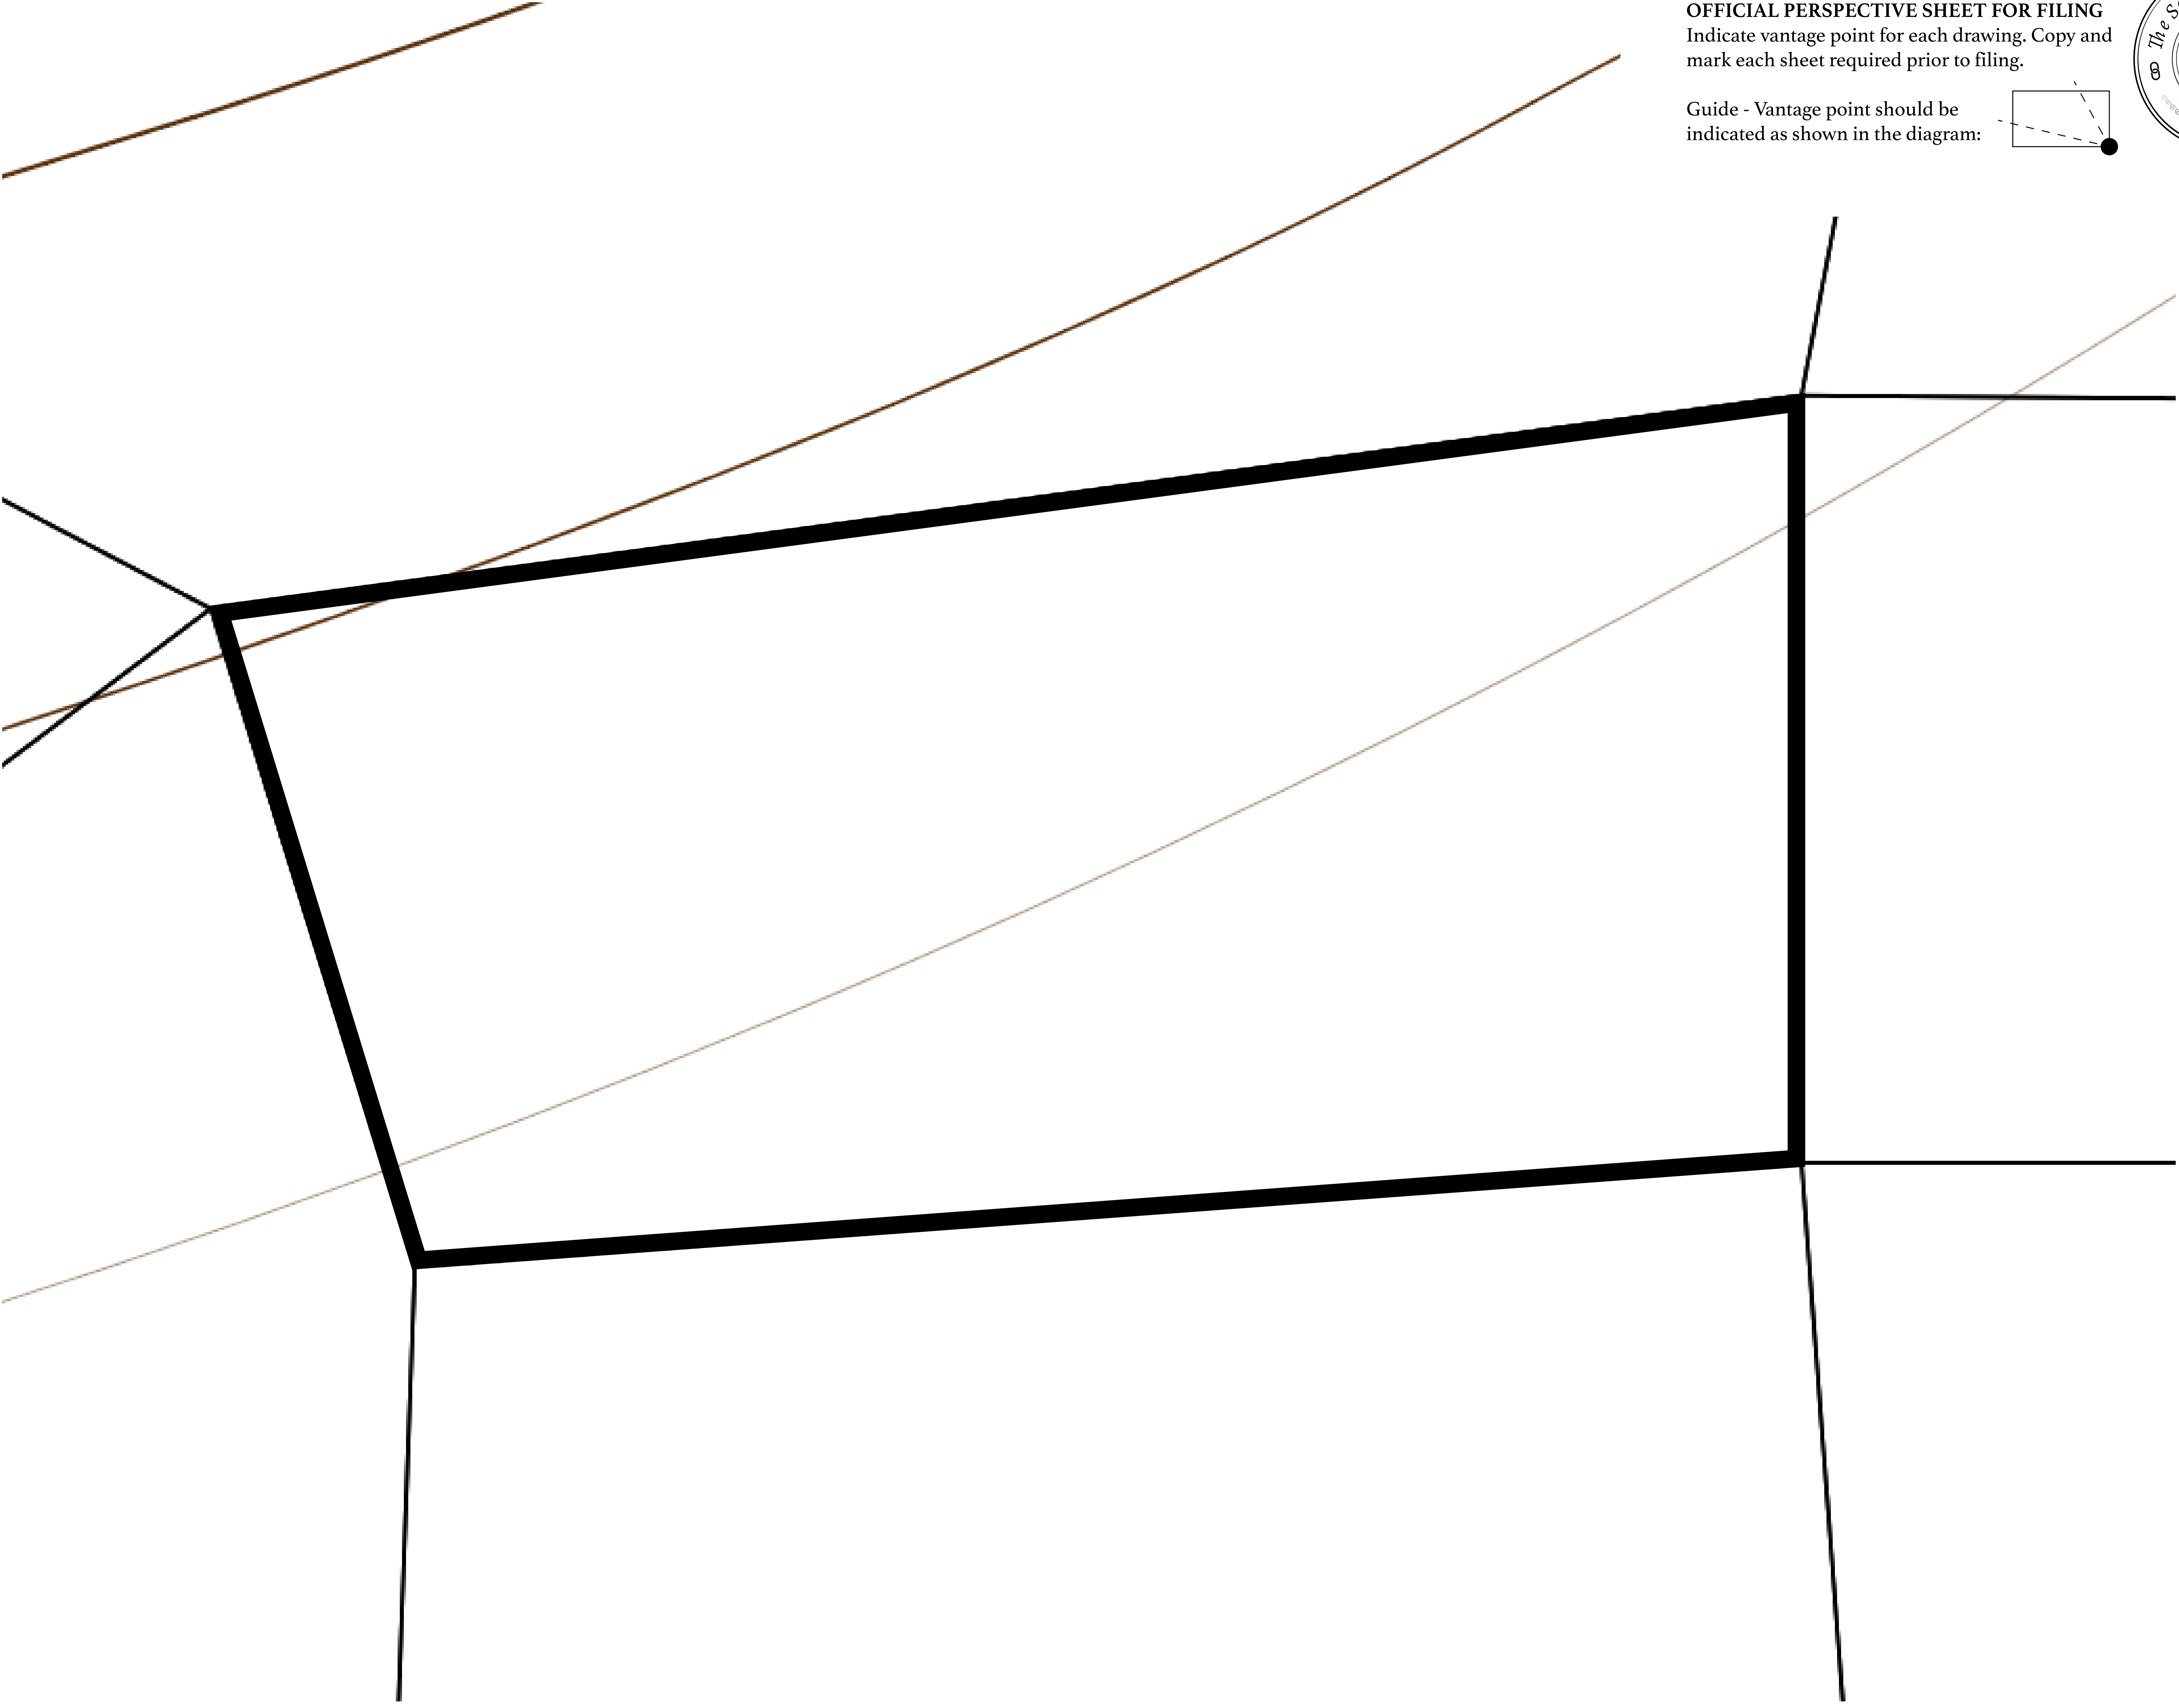 OFFICIAL PERSPECTIVE SHEET FOR FILING
Indicate vantage point for each drawing. Copy and
mark each sheet required prior to filing.
Guide - Vantage point should be
indicated as shown in the diagram:
The